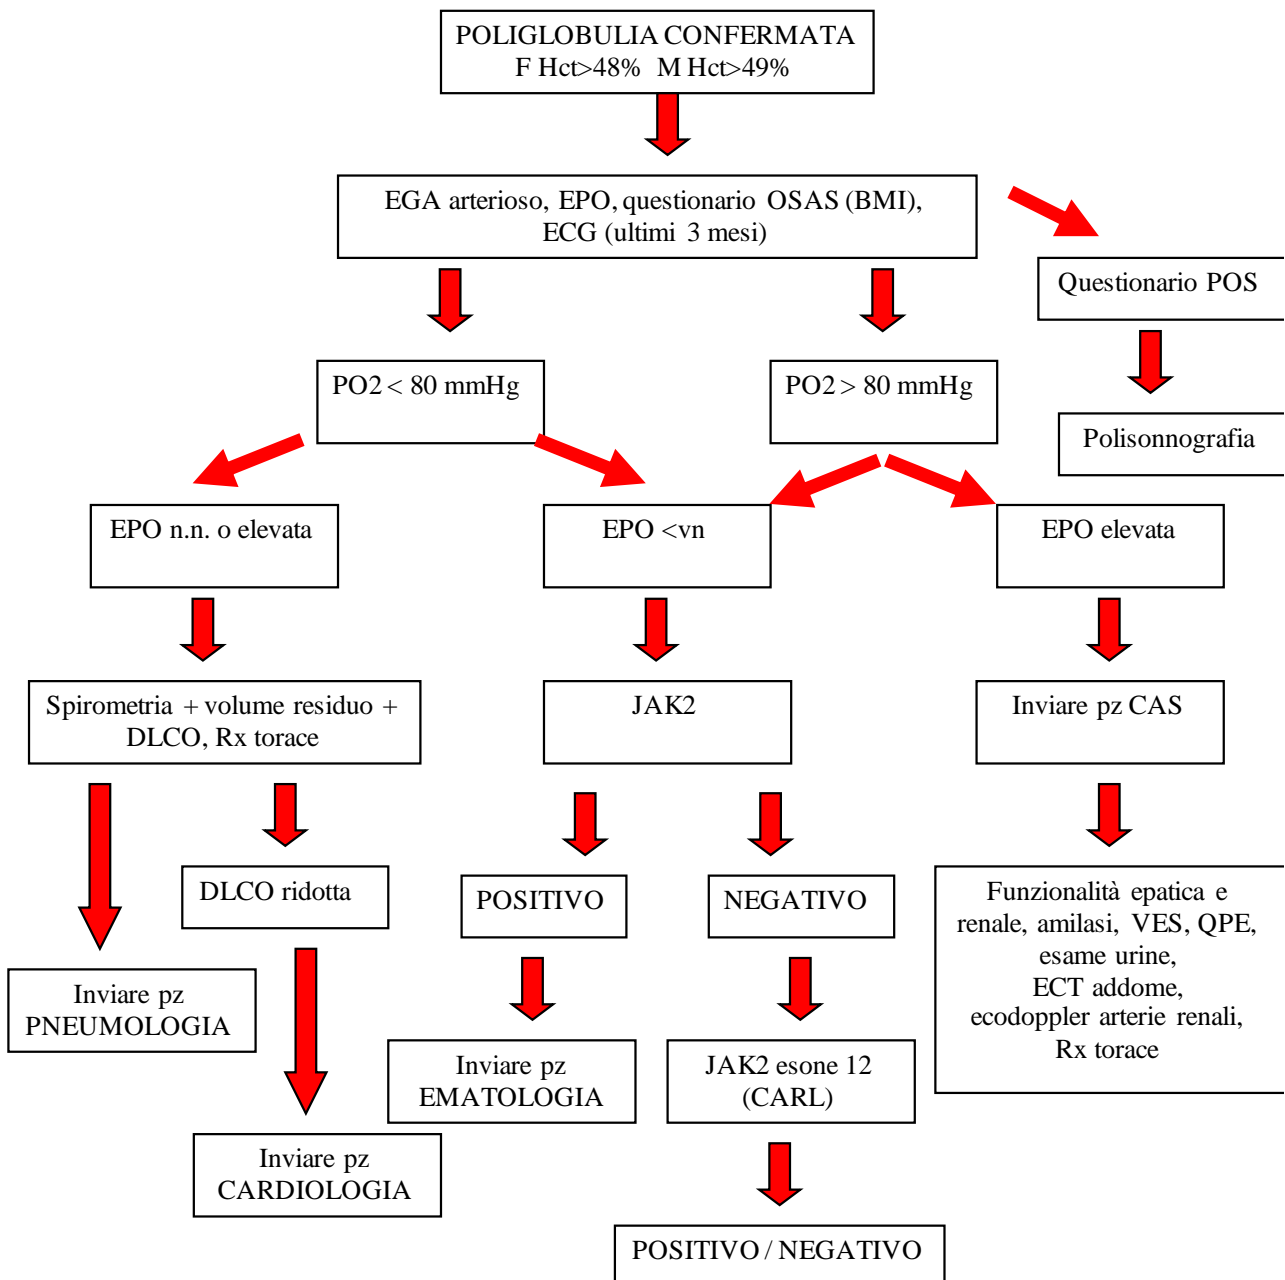 POLIGLOBULIA CONFERMATA
F Hct>48% M Hct>49%
EGA arterioso, EPO, questionario OSAS (BMI),
ECG (ultimi 3 mesi)
Questionario POS
PO2 < 80 mmHg
PO2 > 80 mmHg
Polisonnografia
EPO n.n. o elevata
EPO <vn
EPO elevata
Spirometria + volume residuo +
DLCO, Rx torace
JAK2
Inviare pz CAS
DLCO ridotta
POSITIVO
NEGATIVO
Funzionalità epatica e
renale, amilasi, VES, QPE,
esame urine,
ECT addome,
ecodoppler arterie renali,
Rx torace
Inviare pz
PNEUMOLOGIA
Inviare pz
EMATOLOGIA
JAK2 esone 12
(CARL)
Inviare pz
CARDIOLOGIA
POSITIVO / NEGATIVO